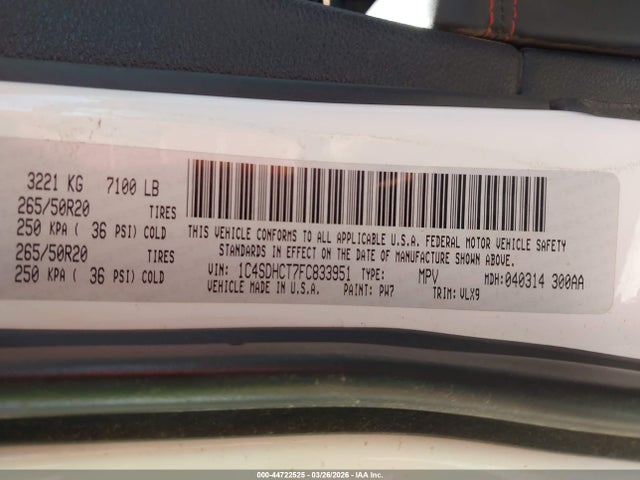 3221 KG 7100 LB
265/50R20 TIRES
250 KPA ( 36 PSI) COLD
265/50R20 TIRES
250 KPA ( 36 PSI) COLD
THIS VEHICLE CONFORMS TO ALL APPLICABLE U.S.A. FEDERAL MOTOR VEHICLE SAFETY
STANDARDS IN EFFECT ON THE DATE OF MANUFACTURE SHOWN ABOVE.
VIN: 1C4SDHCT7FC833951 TYPE: MPV MDH:040314 300AA
VEHICLE MADE IN U.S.A. PAINT: PW7 TRIM: VLX9
000-44722525 | 03/26/2026 | IAA Inc.